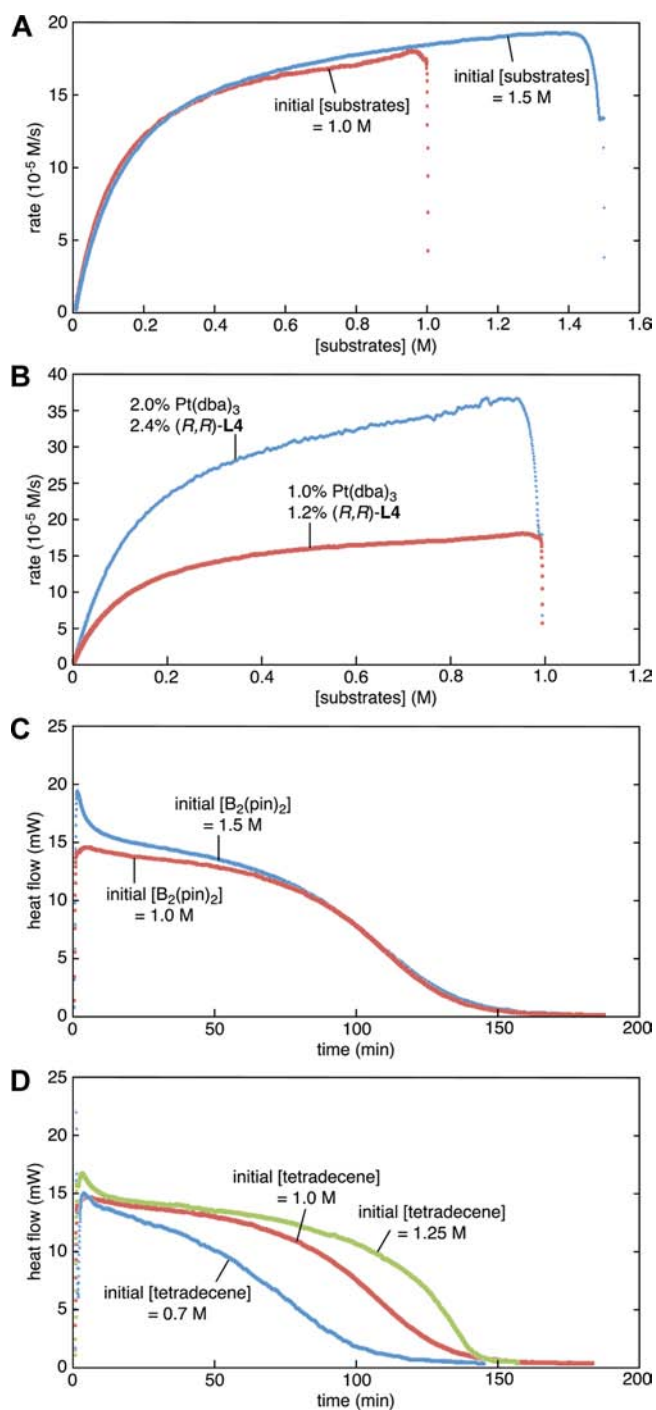 A
20
15
10
5
0
rate (10⁻⁵ M/s)
initial [substrates]
= 1.0 M
initial [substrates]
= 1.5 M
0 0.2 0.4 0.6 0.8 1.0 1.2 1.4 1.6
[substrates] (M)
B
40
35
30
25
20
15
10
5
0
rate (10⁻⁵ M/s)
2.0% Pt(dba)₃
2.4% (R,R)-L4
1.0% Pt(dba)₃
1.2% (R,R)-L4
0 0.2 0.4 0.6 0.8 1.0 1.2
[substrates] (M)
C
25
20
15
10
5
0
heat flow (mW)
initial [B₂(pin)₂]
= 1.5 M
initial [B₂(pin)₂]
= 1.0 M
0 50 100 150 200
time (min)
D
25
20
15
10
5
0
heat flow (mW)
initial [tetradecene]
= 1.0 M
initial [tetradecene]
= 1.25 M
initial [tetradecene]
= 0.7 M
0 50 100 150 200
time (min)